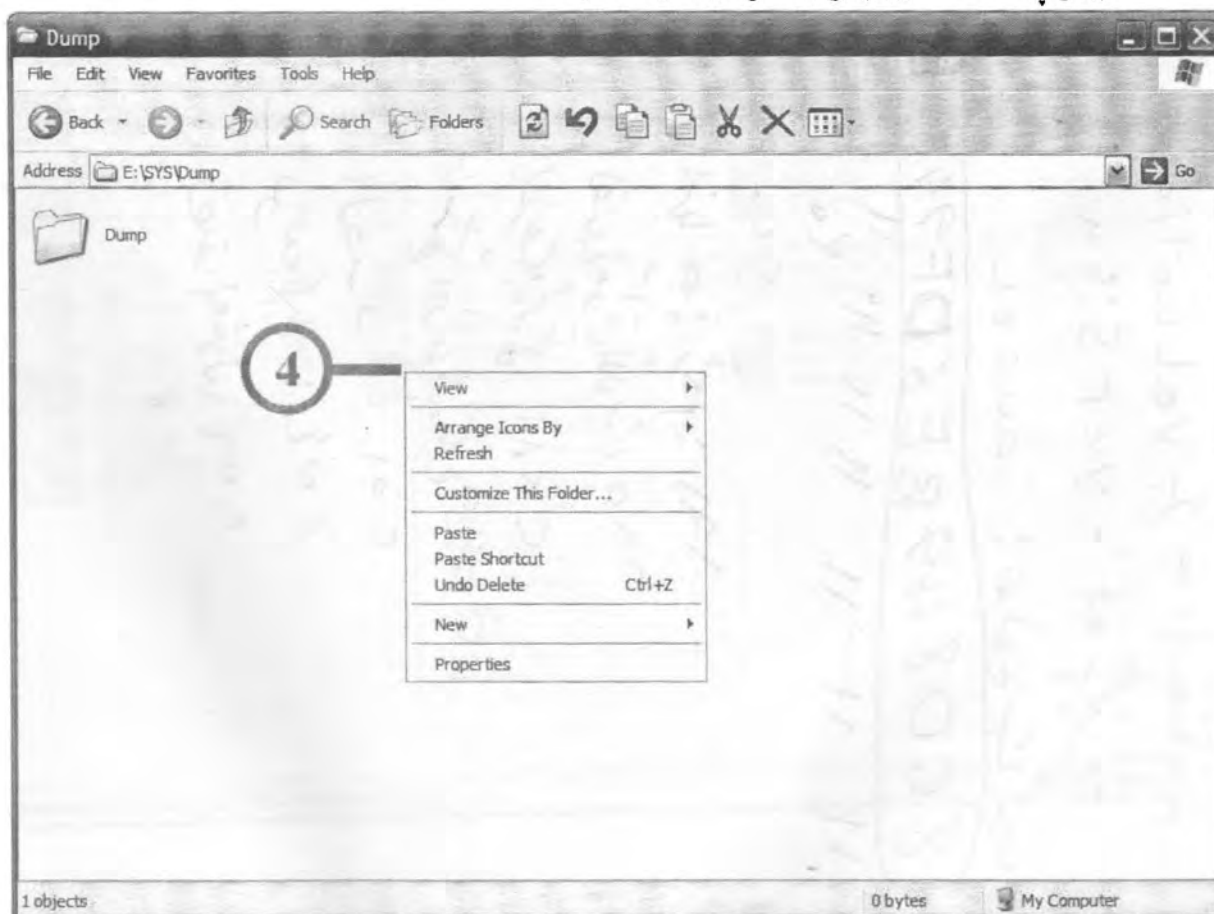 Dump
File Edit View Favorites Tools Help
Back Search Folders
Address E:\SYS\Dump Go
Dump
4
View
Arrange Icons By
Refresh
Customize This Folder...
Paste
Paste Shortcut
Undo Delete Ctrl+Z
New
Properties
1 objects 0 bytes My Computer